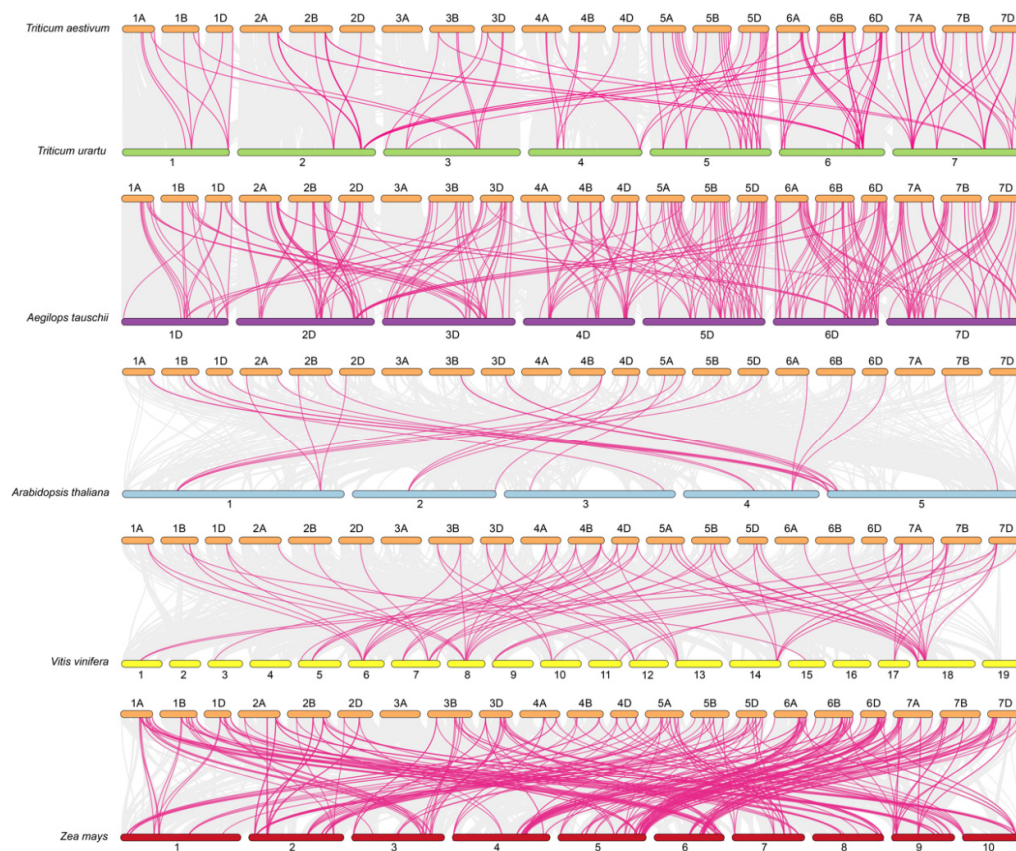 1A 1B 1D 2A 2B 2D 3A 3B 3D 4A 4B 4D 5A 5B 5D 6A 6B 6D 7A 7B 7D
Triticum aestivum
Triticum urartu
1 2 3 4 5 6 7
1A 1B 1D 2A 2B 2D 3A 3B 3D 4A 4B 4D 5A 5B 5D 6A 6B 6D 7A 7B 7D
Aegilops tauschii
1D 2D 3D 4D 5D 6D 7D
1A 1B 1D 2A 2B 2D 3A 3B 3D 4A 4B 4D 5A 5B 5D 6A 6B 6D 7A 7B 7D
Arabidopsis thaliana
1 2 3 4 5
1A 1B 1D 2A 2B 2D 3A 3B 3D 4A 4B 4D 5A 5B 5D 6A 6B 6D 7A 7B 7D
Vitis vinifera
1 2 3 4 5 6 7 8 9 10 11 12 13 14 15 16 17 18 19
1A 1B 1D 2A 2B 2D 3A 3B 3D 4A 4B 4D 5A 5B 5D 6A 6B 6D 7A 7B 7D
Zea mays
1 2 3 4 5 6 7 8 9 10